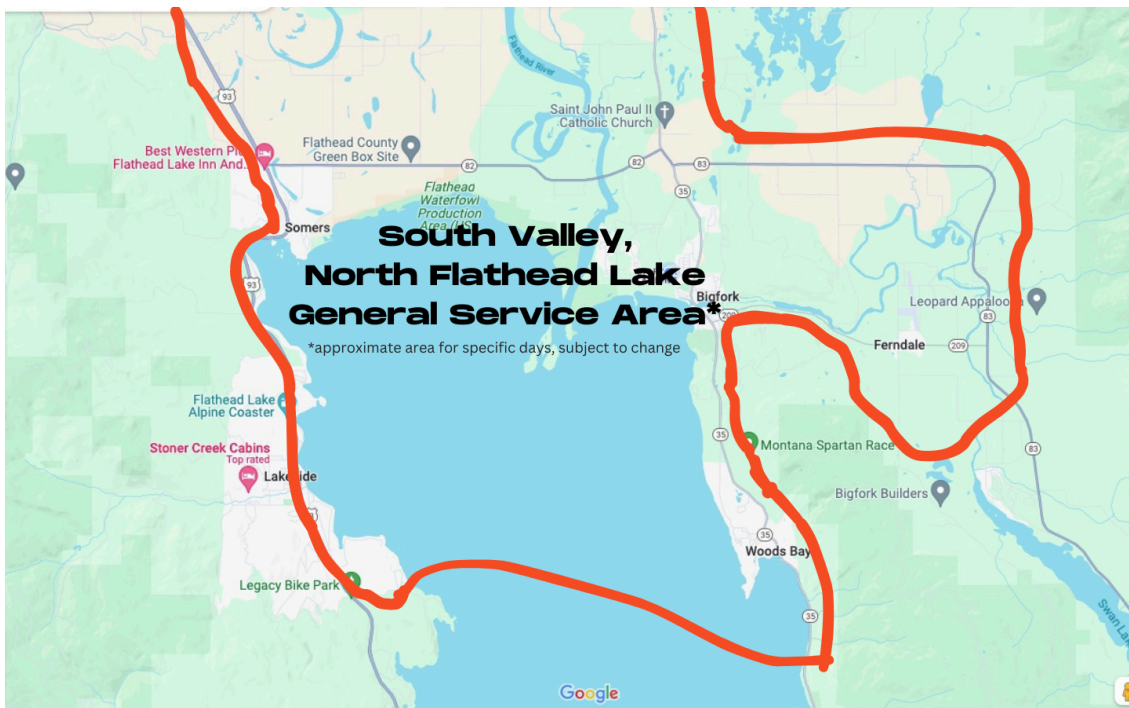 Flathead River
93
Saint John Paul II
Catholic Church
Flathead County
Green Box Site
Best Western
Flathead Lake Inn And...
82
82
83
35
Flathead
Waterfowl
Production
Area (US
Somers
South Valley,
North Flathead Lake
General Service Area*
*approximate area for specific days, subject to change
93
Bigfork
209
Leopard Appaloosa
83
Ferndale
209
Flathead Lake
Alpine Coaster
Stoner Creek Cabins
Top rated
Lakeside
35
Montana Spartan Race
83
Bigfork Builders
35
Woods Bay
Legacy Bike Park
35
Swan Lake
Google